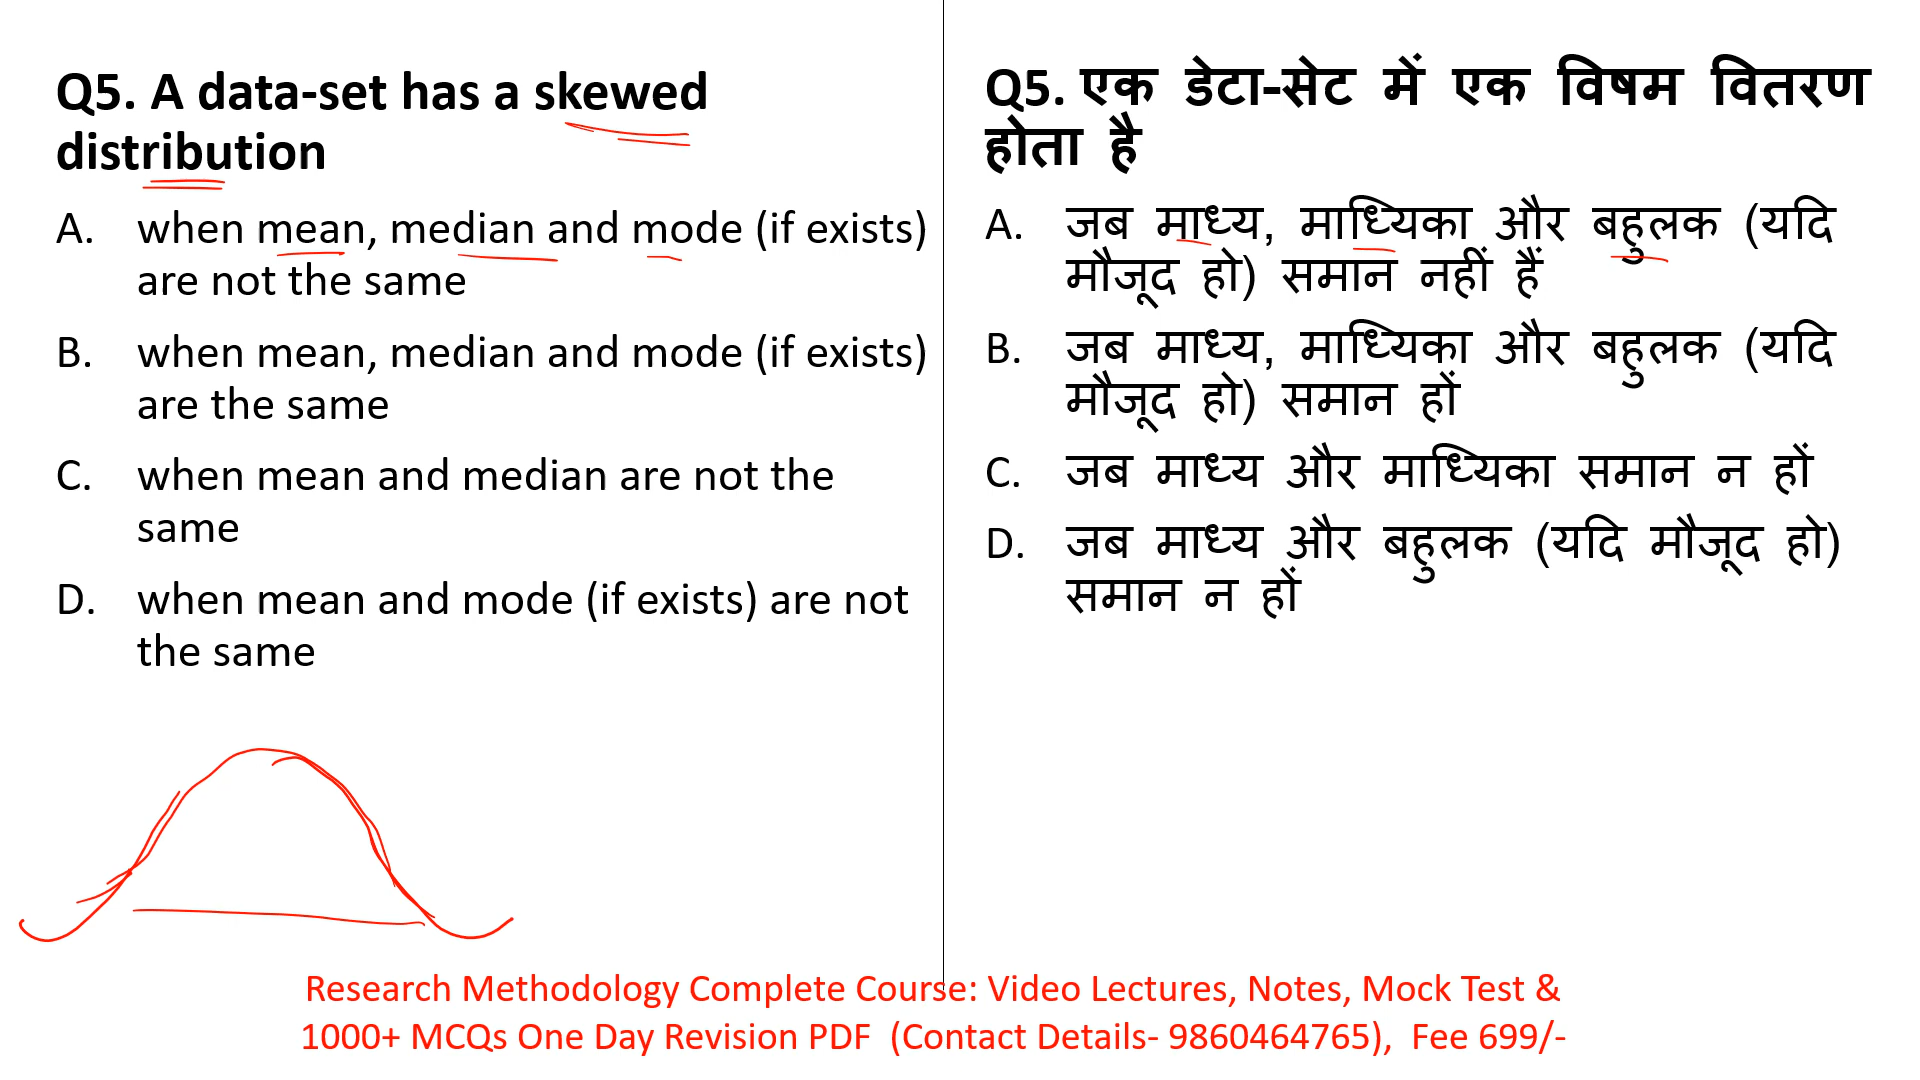 Q5. A data-set has a skewed
distribution
A. when mean, median and mode (if exists)
are not the same
B. when mean, median and mode (if exists)
are the same
C. when mean and median are not the
same
D. when mean and mode (if exists) are not
the same
Q5. एक डेटा-सेट में एक विषम वितरण
होता है
A. जब माध्य, माध्यिका और बहुलक (यदि
मौजूद हो) समान नहीं हैं
B. जब माध्य, माध्यिका और बहुलक (यदि
मौजूद हो) समान हों
C. जब माध्य और माध्यिका समान न हों
D. जब माध्य और बहुलक (यदि मौजूद हो)
समान न हों
Research Methodology Complete Course: Video Lectures, Notes, Mock Test &
1000+ MCQs One Day Revision PDF (Contact Details- 9860464765), Fee 699/-